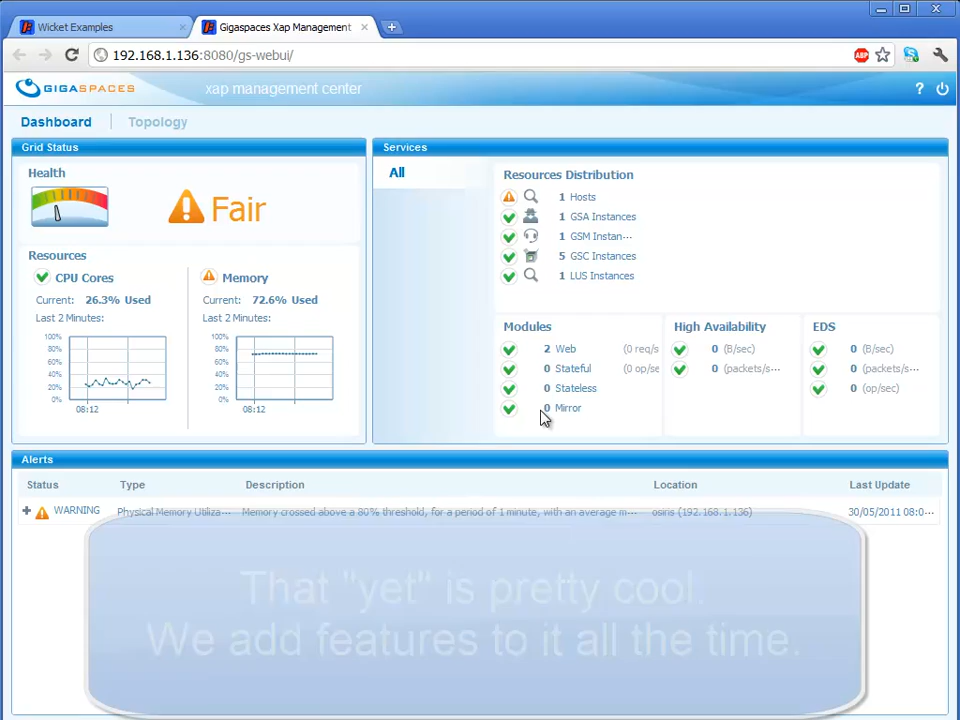 Wicket Examples
Gigaspaces Xap Management
192.168.1.136:8080/gs-webui/
ABP
GIGASPACES
xap management center
?
Dashboard
Topology
Grid Status
Health
Fair
Resources
CPU Cores
Current: 26.3% Used
Last 2 Minutes:
100%
80%
60%
40%
20%
0%
08:12
Memory
Current: 72.6% Used
Last 2 Minutes:
100%
80%
60%
40%
20%
0%
08:12
Services
All
Resources Distribution
1 Hosts
1 GSA Instances
1 GSM Instan...
5 GSC Instances
1 LUS Instances
Modules
2 Web (0 req/s
0 Stateful (0 op/se
0 Stateless
0 Mirror
High Availability
0 (B/sec)
0 (packets/s...
EDS
0 (B/sec)
0 (packets/s...
0 (op/sec)
Alerts
Status Type Description Location Last Update
WARNING Physical Memory Utiliza... Memory crossed above a 80% threshold, for a period of 1 minute, with an average m... osiris (192.168.1.136) 30/05/2011 08:0...
That "yet" is pretty cool.
We add features to it all the time.